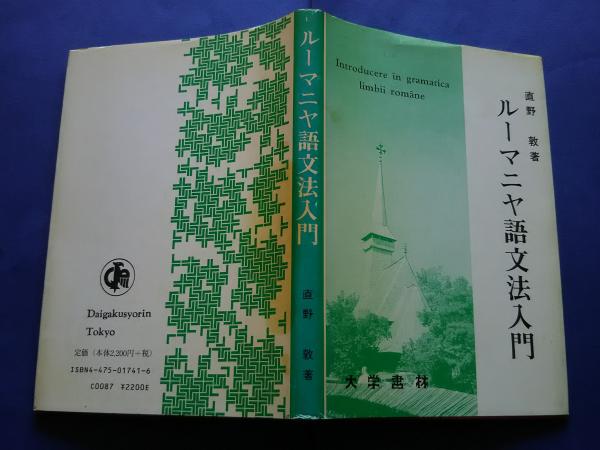 Introducere in gramatica
limbii române
直野 敦著
ルーマニヤ語文法入門
大学書林
ルーマニヤ語文法入門
直野 敦 著
Daigakusyorin
Tokyo
定価（本体2,200円+税）
ISBN4-475-01741-6
C0087 ¥2200E